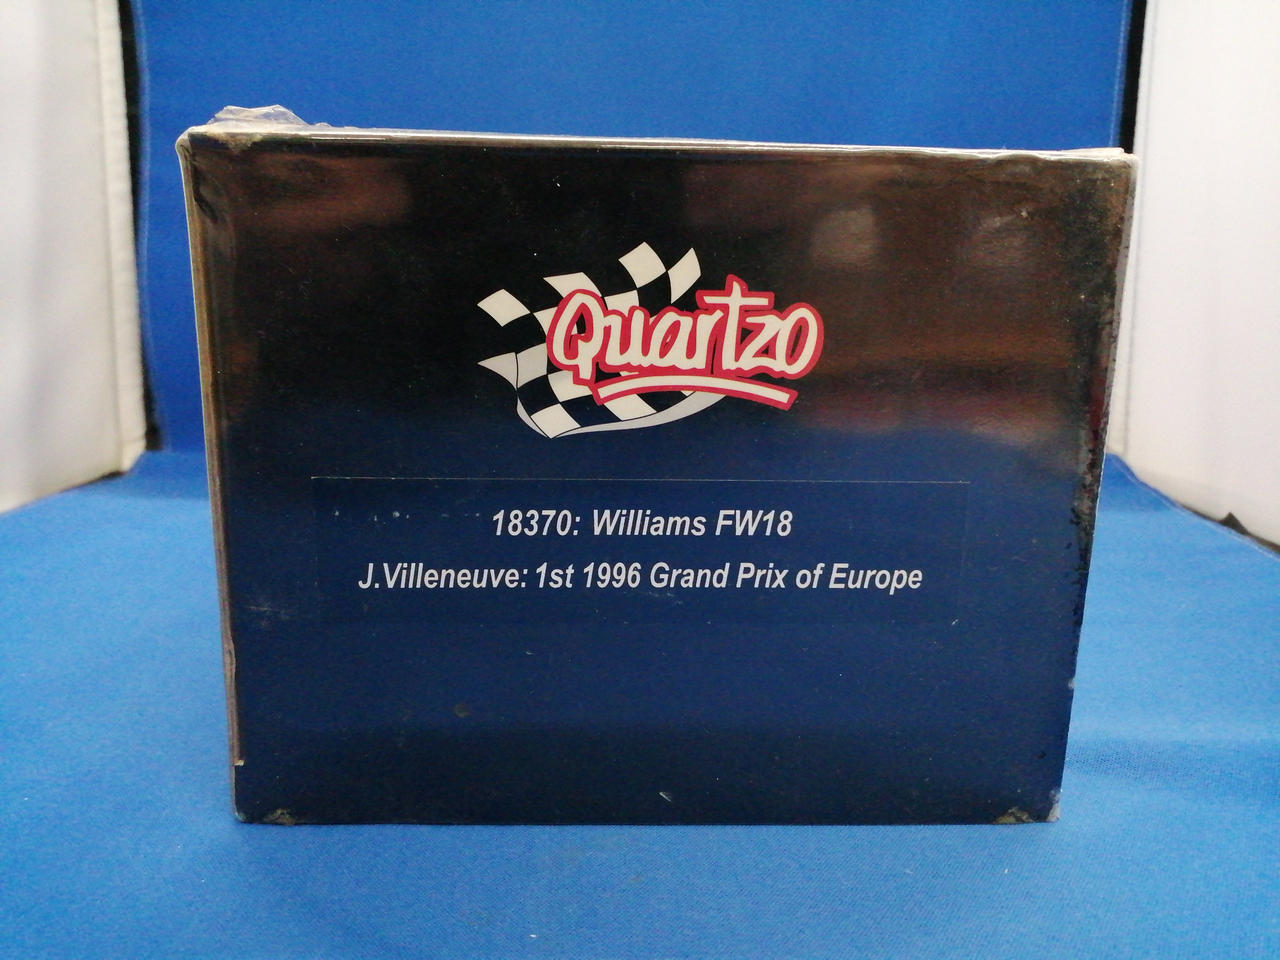 Quartzo
18370: Williams FW18
J.Villeneuve: 1st 1996 Grand Prix of Europe